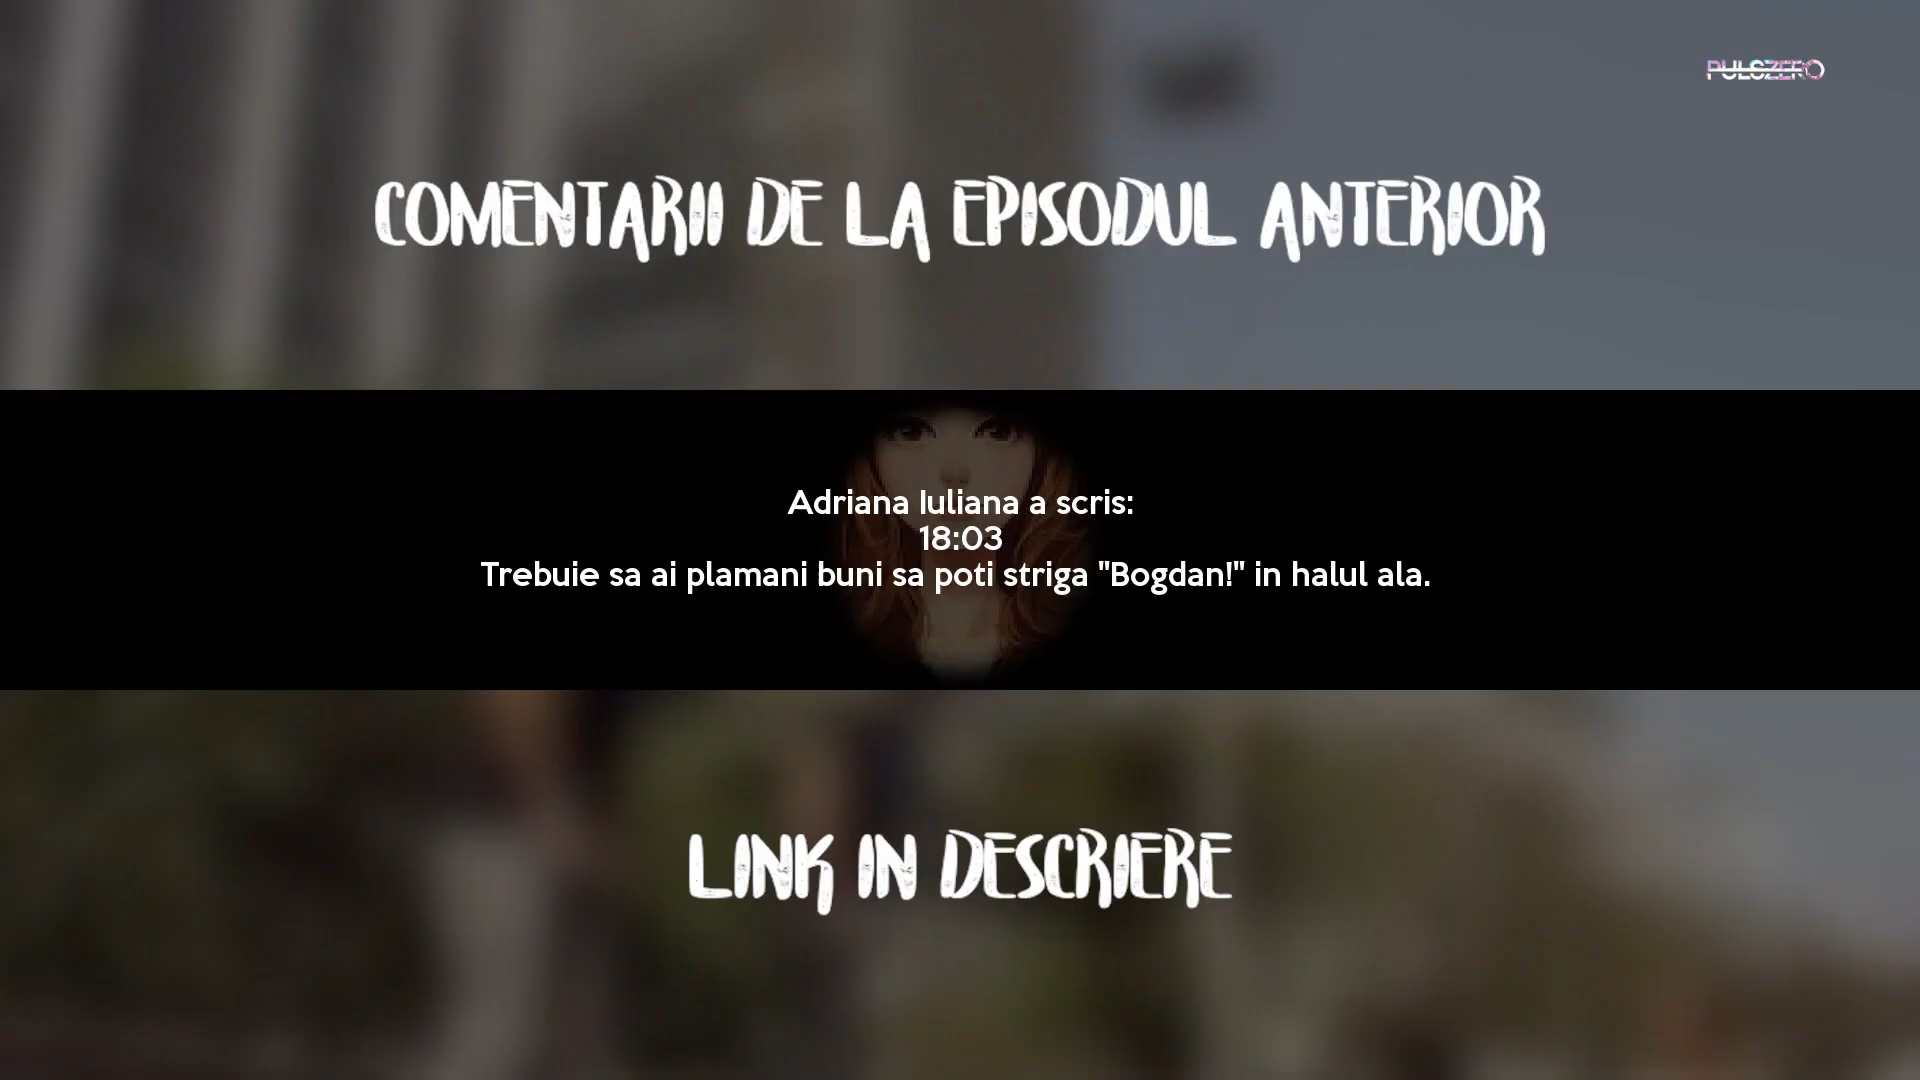 PULSZERO
COMENTARII DE LA EPISODUL ANTERIOR
Adriana Iuliana a scris:
18:03
Trebuie sa ai plamani buni sa poti striga "Bogdan!" in halul ala.
LINK IN DESCRIERE